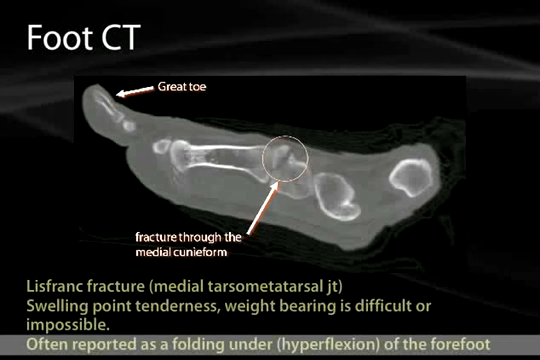 Foot CT
Great toe
fracture through the
medial cunieform
Lisfranc fracture (medial tarsometatarsal jt)
Swelling point tenderness, weight bearing is difficult or
impossible.
Often reported as a folding under (hyperflexion) of the forefoot